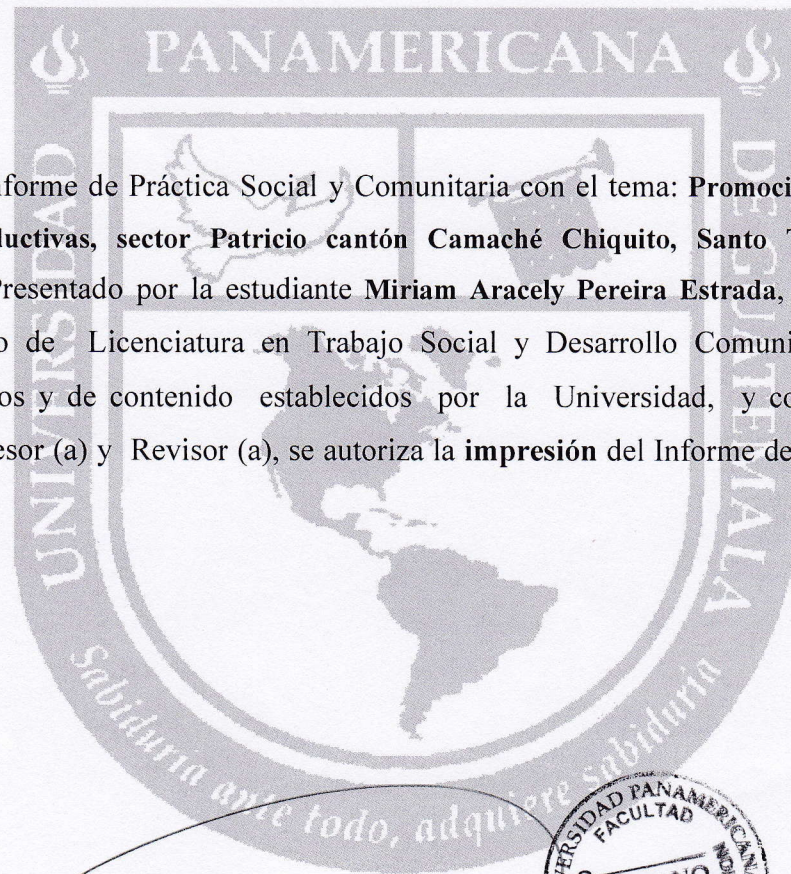 PANAMERICANA
UNIVERSIDAD
DE GUATEMALA
nforme de Práctica Social y Comunitaria con el tema: Promoci
ductivas, sector Patricio cantón Camaché Chiquito, Santo T
Presentado por la estudiante Miriam Aracely Pereira Estrada,
o de Licenciatura en Trabajo Social y Desarrollo Comuni
os y de contenido establecidos por la Universidad, y co
esor (a) y Revisor (a), se autoriza la impresión del Informe de
Sabiduría ante todo, adquiere sabiduría
FACULTAD